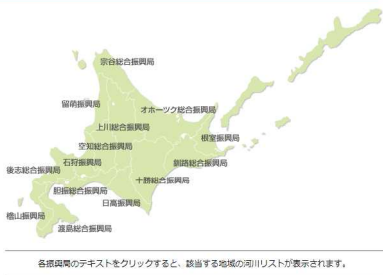 宗谷総合振興局
留萌振興局
オホーツク総合振興局
上川総合振興局
根室振興局
空知総合振興局
石狩振興局
釧路総合振興局
後志総合振興局
十勝総合振興局
胆振総合振興局
日高振興局
檜山振興局
渡島総合振興局
各振興局のテキストをクリックすると、該当する地域の河川リストが表示されます。